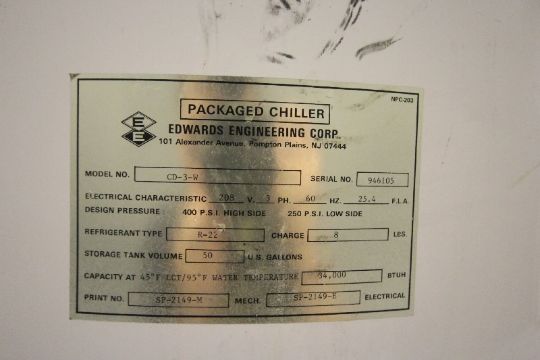 NPC-203
PACKAGED CHILLER
EDWARDS ENGINEERING CORP.
101 Alexander Avenue, Pompton Plains, NJ 07444
MODEL NO. CD-3-W SERIAL NO. 946105
ELECTRICAL CHARACTERISTIC 208 V. 3 PH. 60 HZ. 25.4 F.L.A
DESIGN PRESSURE: 400 P.S.I. HIGH SIDE 250 P.S.I. LOW SIDE
REFRIGERANT TYPE R-22 CHARGE 8 LBS.
STORAGE TANK VOLUME 50 U.S. GALLONS
CAPACITY AT 45°F LCT/95°F WATER TEMPERATURE 34,000 BTUH
PRINT NO. SP-2149-M MECH. SP-2149-E ELECTRICAL